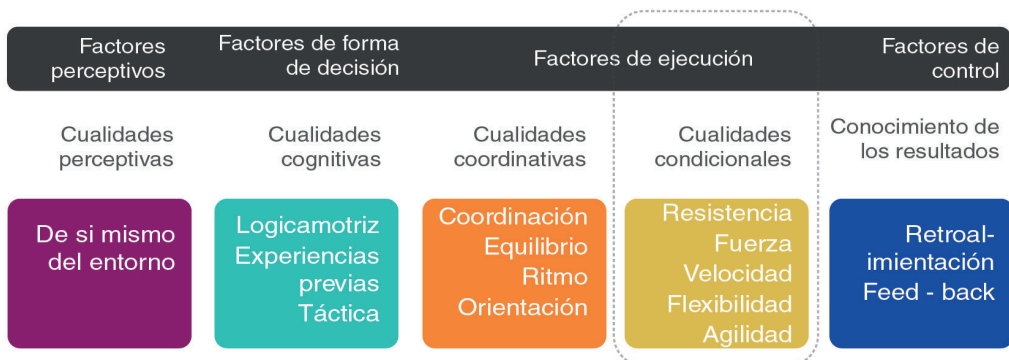 Factores
perceptivos
Factores de forma
de decisión
Factores de ejecución
Factores de
control
Cualidades
perceptivas
Cualidades
cognitivas
Cualidades
coordinativas
Cualidades
condicionales
Conocimiento de
los resultados
De si mismo
del entorno
Logicamotriz
Experiencias
previas
Táctica
Coordinación
Equilibrio
Ritmo
Orientación
Resistencia
Fuerza
Velocidad
Flexibilidad
Agilidad
Retroal-
imientación
Feed - back